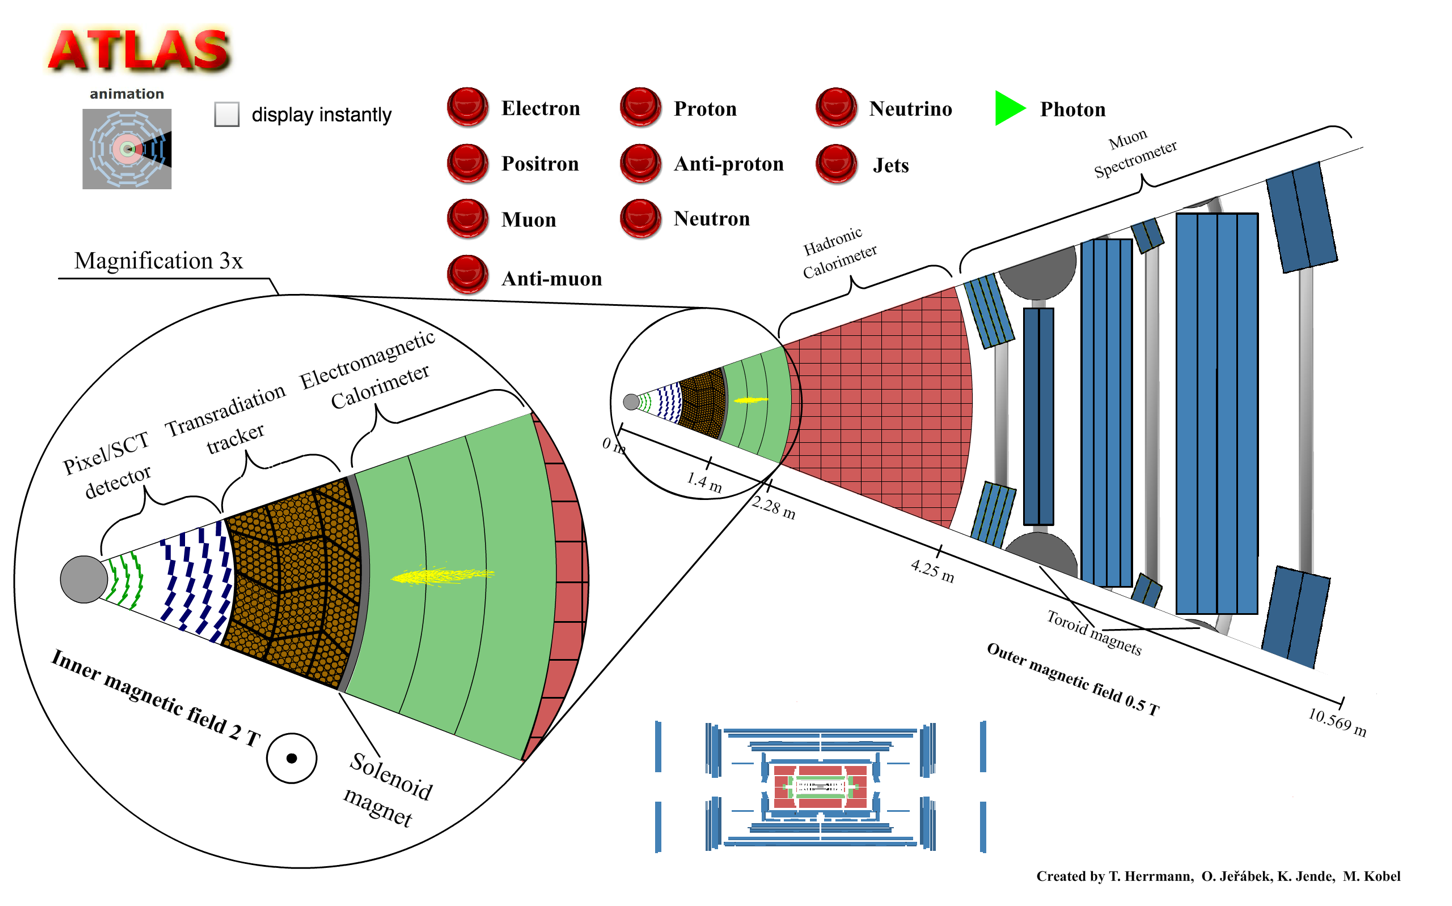 ATLAS
animation
display instantly
Electron
Proton
Neutrino
Photon
Positron
Anti-proton
Jets
Muon
Neutron
Anti-muon
Magnification 3x
Muon
Spectrometer
Hadronic
Calorimeter
Electromagnetic
Calorimeter
Transradiation
tracker
Pixel/SCT
detector
0 m
1.4 m
2.28 m
4.25 m
10.569 m
Toroid magnets
Outer magnetic field 0.5 T
Inner magnetic field 2 T
Solenoid
magnet
Created by T. Herrmann, O. Jeřábek, K. Jende, M. Kobel